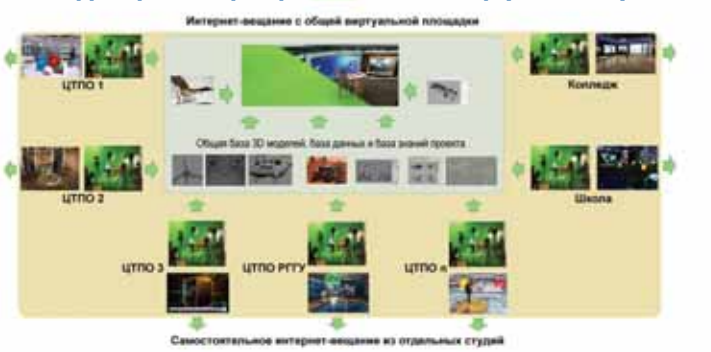 Интернет-вещание с общей виртуальной площадки
ЦТПО 1
Колледж
Общая база 3D моделей, база данных и база знаний проекта
ЦТПО 2
Школа
ЦТПО 3
ЦТПО РГГУ
ЦТПО n
Самостоятельное интернет-вещание из отдельных студий